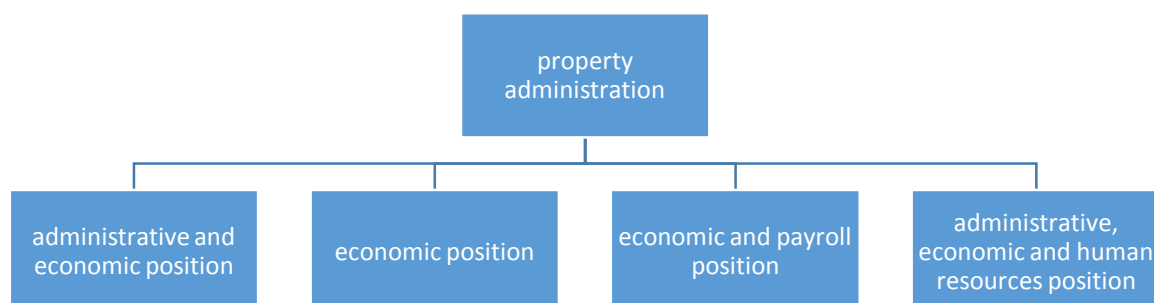 property
administration
administrative and
economic position
economic position
economic and payroll
position
administrative,
economic and human
resources position